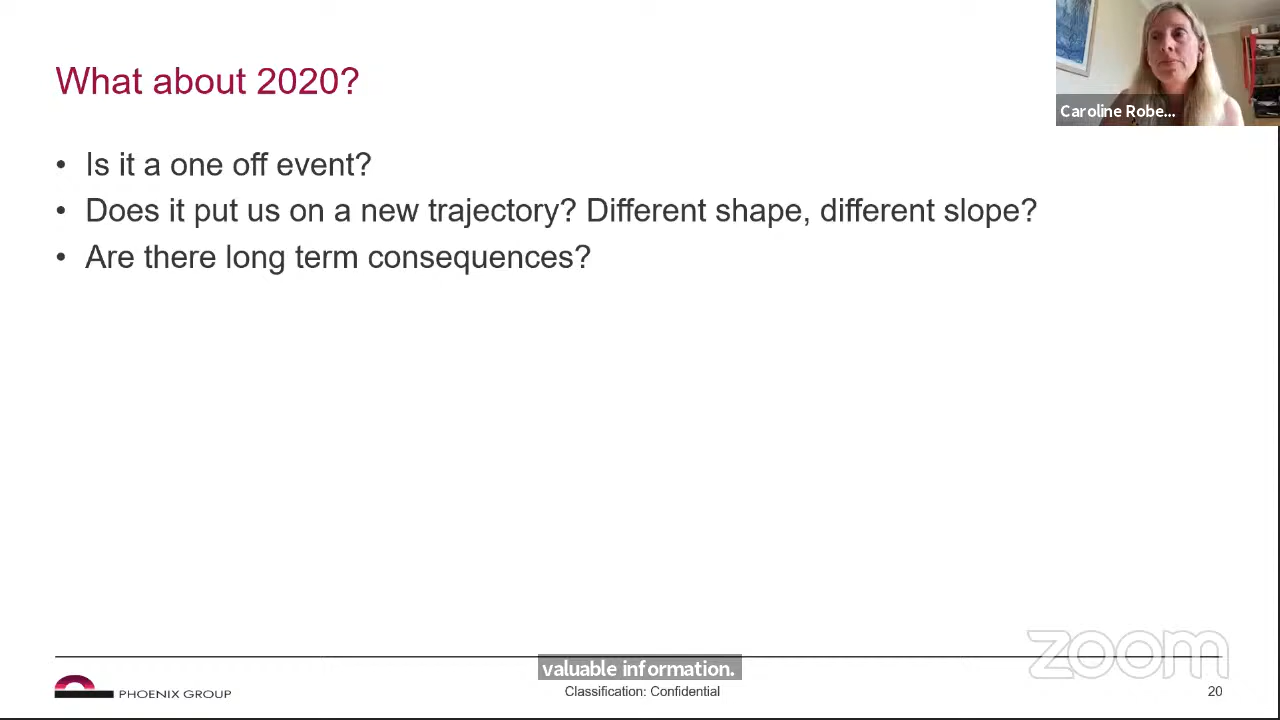 What about 2020?
Caroline Robe...
• Is it a one off event?
• Does it put us on a new trajectory? Different shape, different slope?
• Are there long term consequences?
zoom
valuable information.
PHOENIX GROUP
Classification: Confidential
20